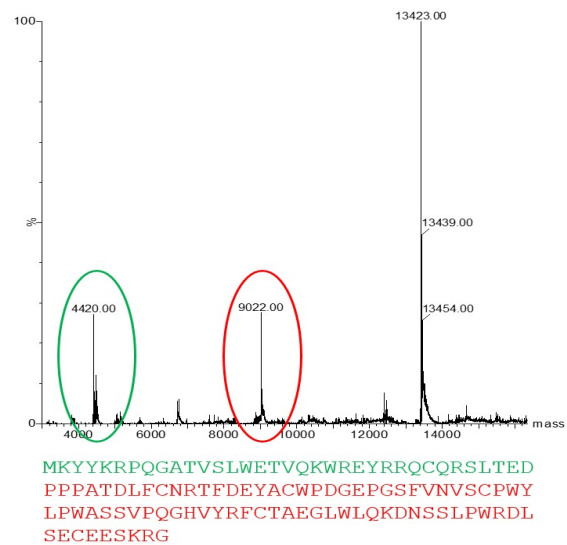 100
13423.00
%
13439.00
4420.00
9022.00
13454.00
0
4000 6000 8000 10000 12000 14000 mass
MKYYKRPQGATVSLWETVQKWREYRRQCQRSLTED
PPPATDLFCNRTFDEYACWPDGEPGSFVNVSCPWY
LPWASSVPQGHVYRFCTAEGLWLQKDNSSLPWRDL
SECEESKRG